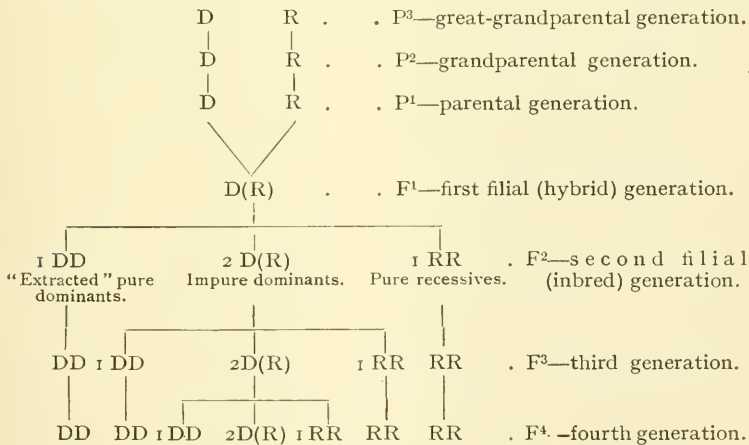 D R . . P³—great-grandparental generation.
D R . . P²—grandparental generation.
D R . . P¹—parental generation.
D(R) . . F¹—first filial (hybrid) generation.
1 DD 2 D(R) 1 RR . F²—second filial
"Extracted" pure Impure dominants. Pure recessives. (inbred) generation.
dominants.
DD 1 DD 2D(R) 1 RR RR . F³—third generation.
DD DD 1 DD 2D(R) 1 RR RR RR . F⁴.–fourth generation.